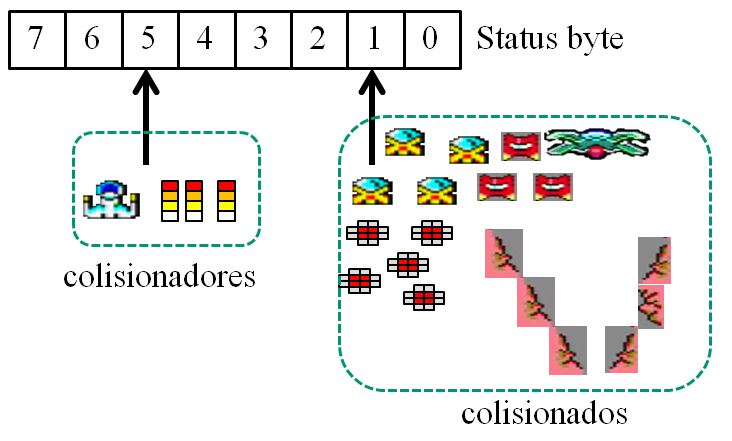 7 6 5 4 3 2 1 0 Status byte
colisionadores
colisionados